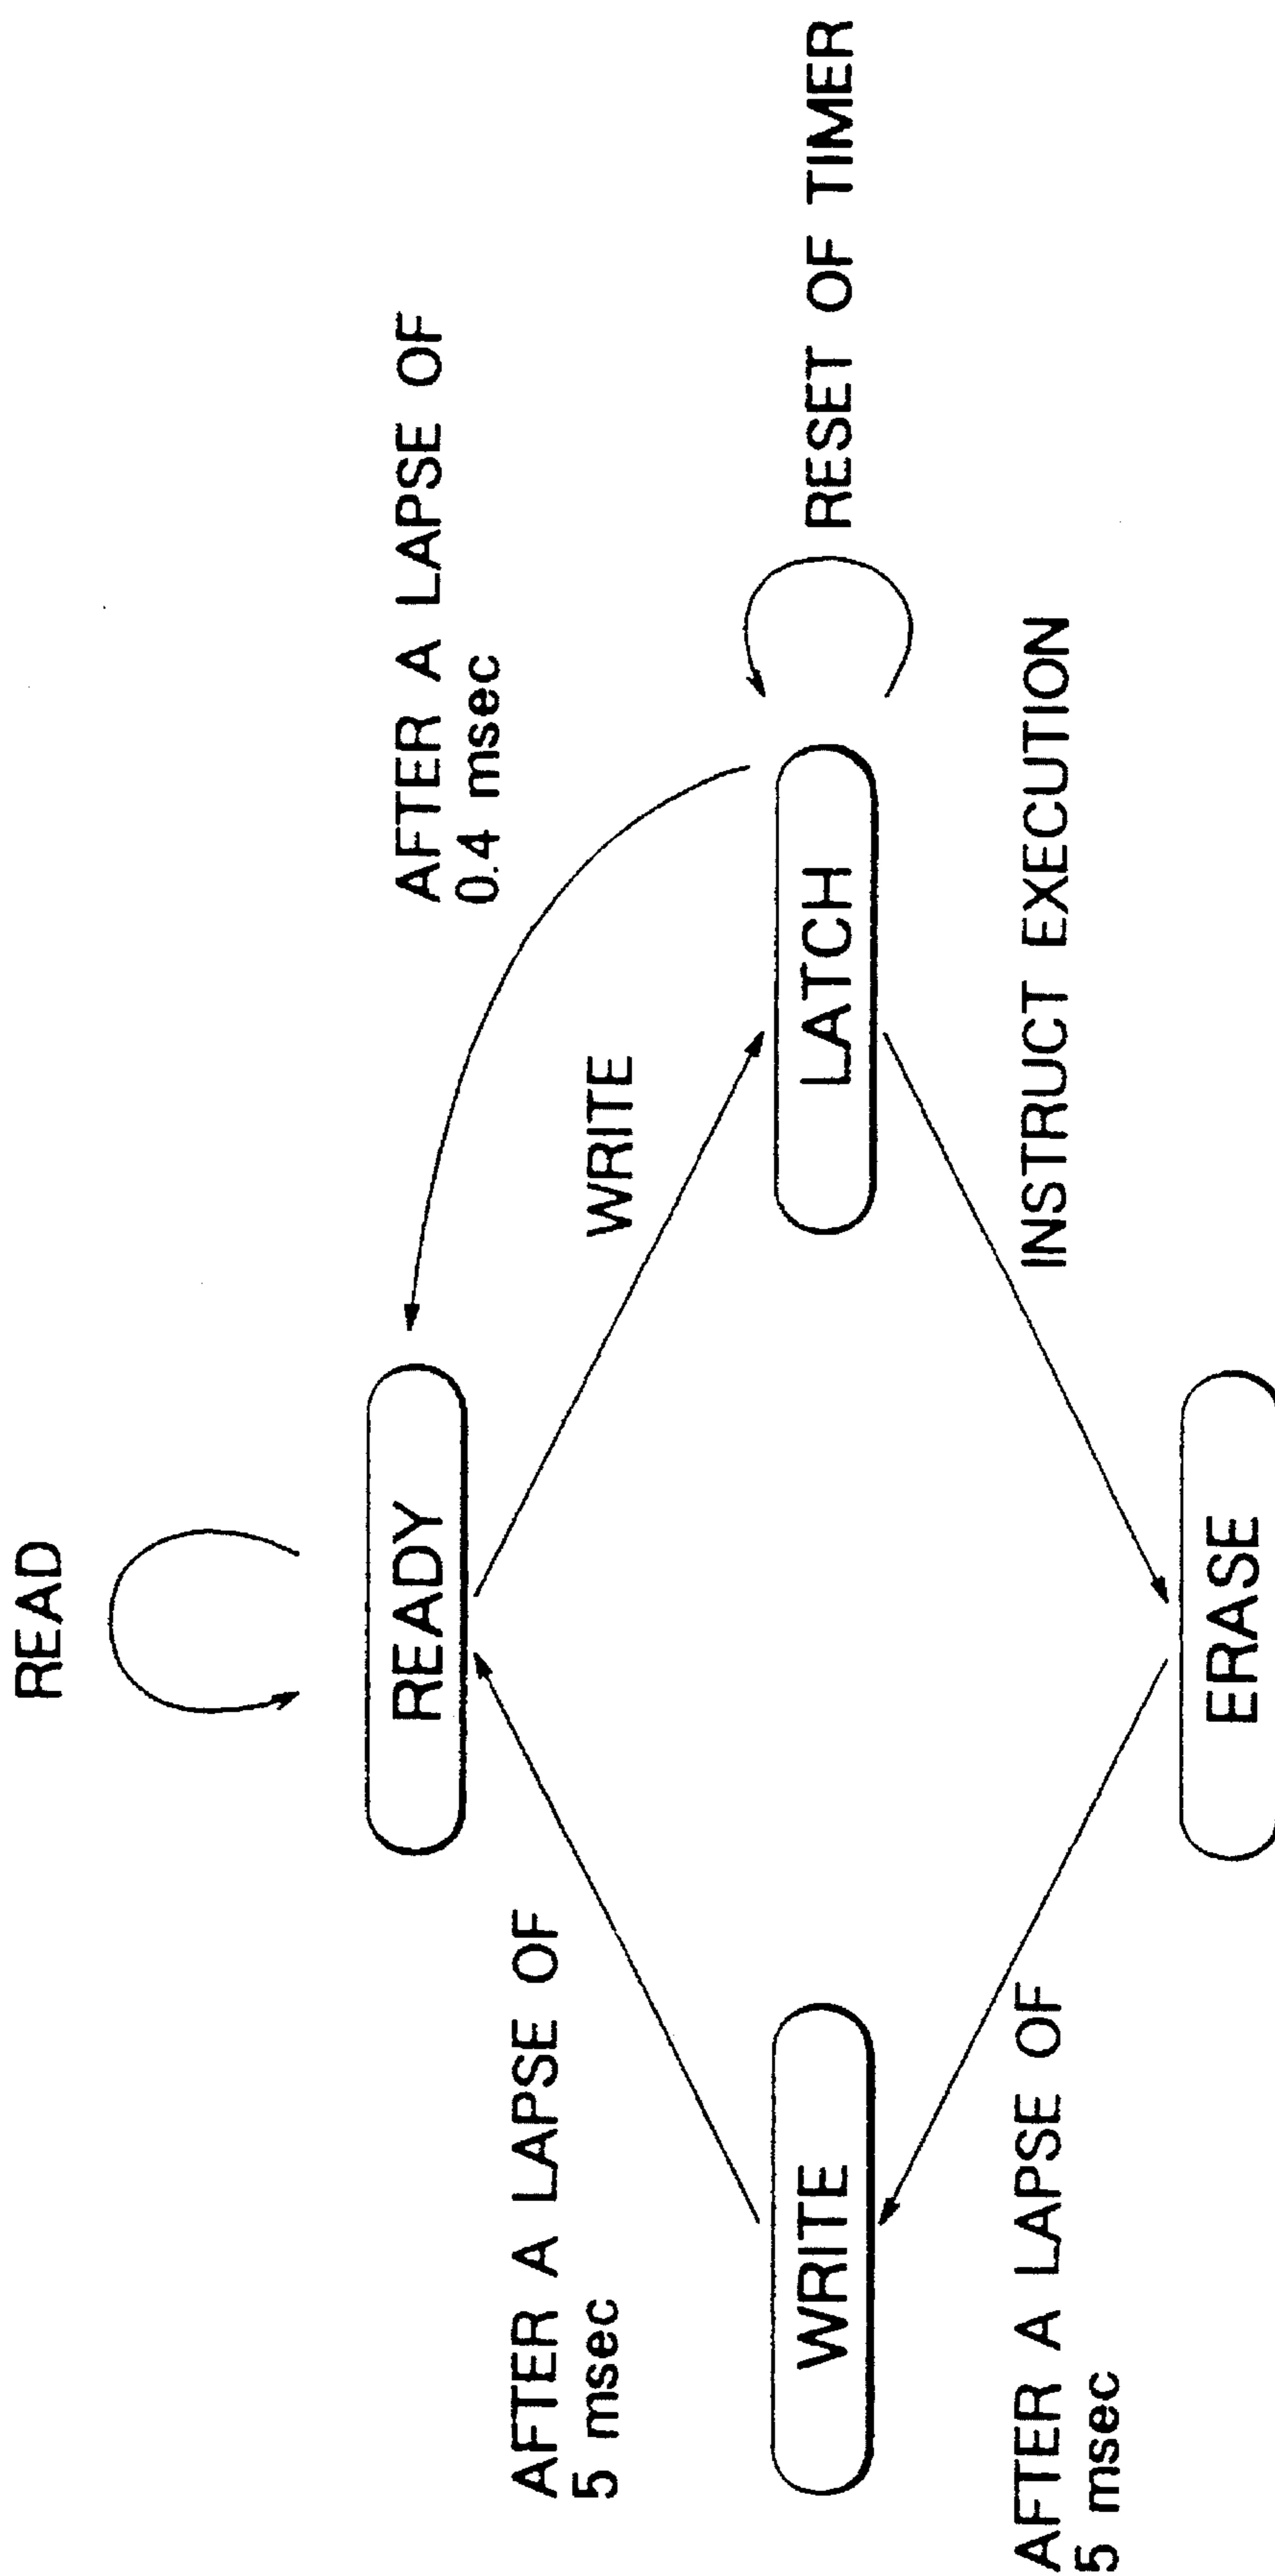 READ
READY
AFTER A LAPSE OF
0.4 msec
AFTER A LAPSE OF
5 msec
WRITE
WRITE
LATCH
RESET OF TIMER
AFTER A LAPSE OF
5 msec
INSTRUCT EXECUTION
ERASE